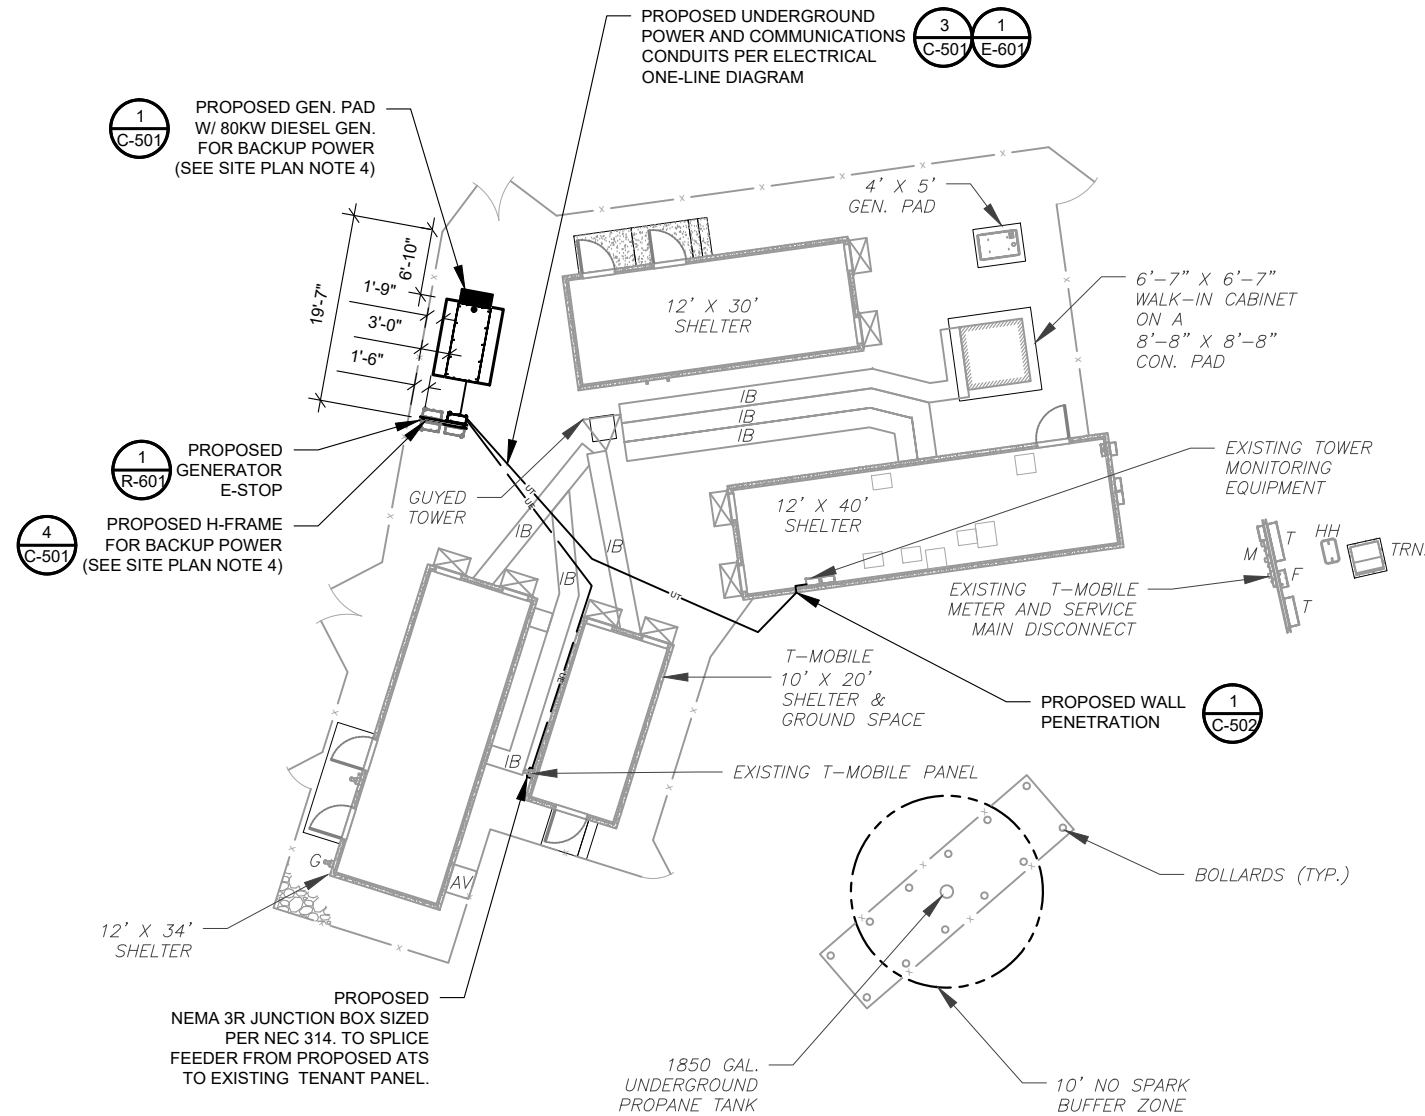 PROPOSED UNDERGROUND
POWER AND COMMUNICATIONS
CONDUITS PER ELECTRICAL
ONE-LINE DIAGRAM
3
C-501
1
E-601
1
C-501
PROPOSED GEN. PAD
W/ 80KW DIESEL GEN.
FOR BACKUP POWER
(SEE SITE PLAN NOTE 4)
4' X 5'
GEN. PAD
6'-7" X 6'-7"
WALK-IN CABINET
ON A
8'-8" X 8'-8"
CON. PAD
12' X 30'
SHELTER
19'-7"
6'-10"
1'-9"
3'-0"
1'-6"
IB
IB
IB
1
R-601
PROPOSED
GENERATOR
E-STOP
4
C-501
PROPOSED H-FRAME
FOR BACKUP POWER
(SEE SITE PLAN NOTE 4)
GUYED
TOWER
UT
UE
IB
IB
IB
UT
UE
IB
12' X 40'
SHELTER
EXISTING TOWER
MONITORING
EQUIPMENT
EXISTING T-MOBILE
METER AND SERVICE
MAIN DISCONNECT
T
M
F
T
HH
TRN.
T-MOBILE
10' X 20'
SHELTER &
GROUND SPACE
PROPOSED WALL
PENETRATION
1
C-502
EXISTING T-MOBILE PANEL
G
AV
12' X 34'
SHELTER
BOLLARDS (TYP.)
PROPOSED
NEMA 3R JUNCTION BOX SIZED
PER NEC 314. TO SPLICE
FEEDER FROM PROPOSED ATS
TO EXISTING TENANT PANEL.
1850 GAL.
UNDERGROUND
PROPANE TANK
10' NO SPARK
BUFFER ZONE